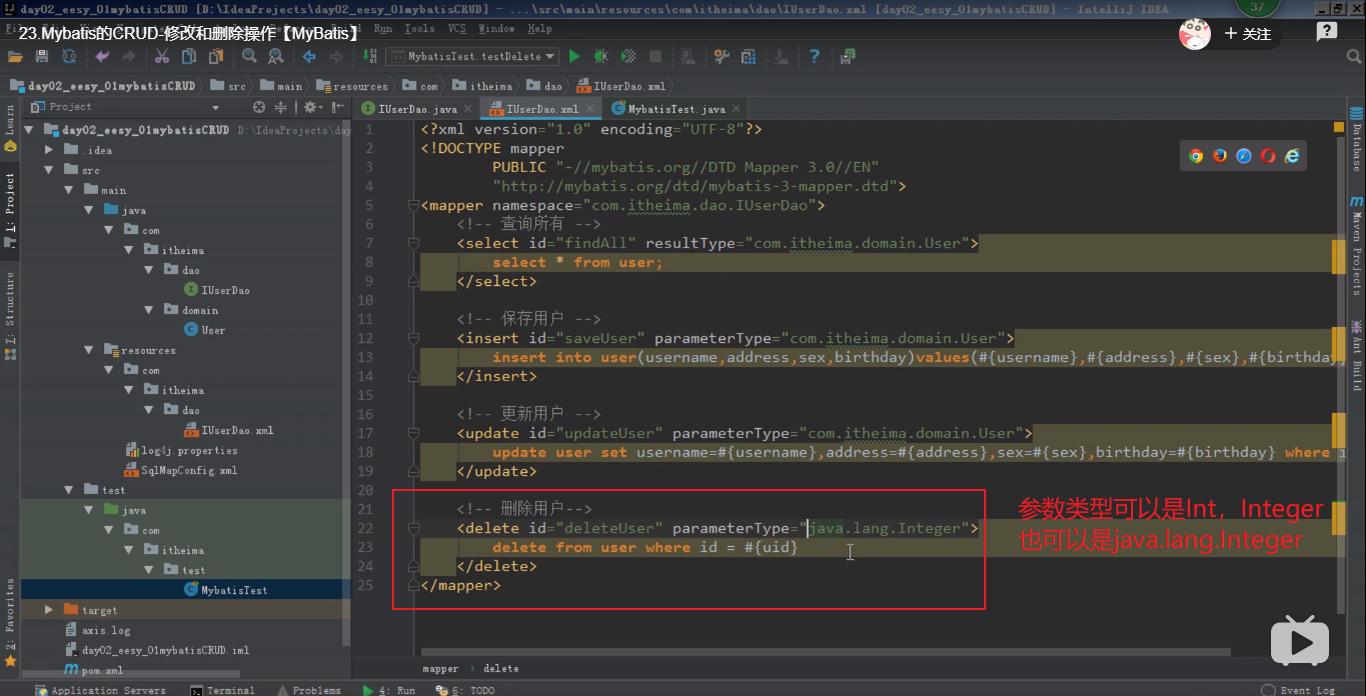 day02_eesy_01mybatisCRUD [D:\IdeaProjects\day02_eesy_01mybatisCRUD] - ...\src\main\resources\com\itheima\dao\IUserDao.xml [day02_eesy_01mybatisCRUD] - IntelliJ IDEA
37
23.Mybatis的CRUD-修改和删除操作【MyBatis】
Run Tools VCS Window Help
+ 关注
MybatisTest.testDelete
day02_eesy_01mybatisCRUD src main resources com itheima dao IUserDao.xml
Project
IUserDao.java IUserDao.xml MybatisTest.java
Learn
1: Project
Z: Structure
2: Favorites
day02_eesy_01mybatisCRUD D:\IdeaProjects\day
.idea
src
main
java
com
itheima
dao
IUserDao
domain
User
resources
com
itheima
dao
IUserDao.xml
log4j.properties
SqlMapConfig.xml
test
java
com
itheima
test
MybatisTest
target
axis.log
day02_eesy_01mybatisCRUD.iml
pom.xml
1 <?xml version="1.0" encoding="UTF-8"?>
2 <!DOCTYPE mapper
3 PUBLIC "-//mybatis.org//DTD Mapper 3.0//EN"
4 "http://mybatis.org/dtd/mybatis-3-mapper.dtd">
5 <mapper namespace="com.itheima.dao.IUserDao">
6 <!-- 查询所有 -->
7 <select id="findAll" resultType="com.itheima.domain.User">
8 select * from user;
9 </select>
10
11 <!-- 保存用户 -->
12 <insert id="saveUser" parameterType="com.itheima.domain.User">
13 insert into user(username,address,sex,birthday)values(#{username},#{address},#{sex},#{birthday}
14 </insert>
15
16 <!-- 更新用户 -->
17 <update id="updateUser" parameterType="com.itheima.domain.User">
18 update user set username=#{username},address=#{address},sex=#{sex},birthday=#{birthday} where i
19 </update>
20
21 <!-- 删除用户-->
22 <delete id="deleteUser" parameterType="java.lang.Integer">
23 delete from user where id = #{uid}
24 </delete>
25 </mapper>
参数类型可以是Int，Integer
也可以是java.lang.Integer
Database
Maven Projects
Ant Build
mapper delete
Application Servers Terminal Problems 4: Run 6: TODO Event Log